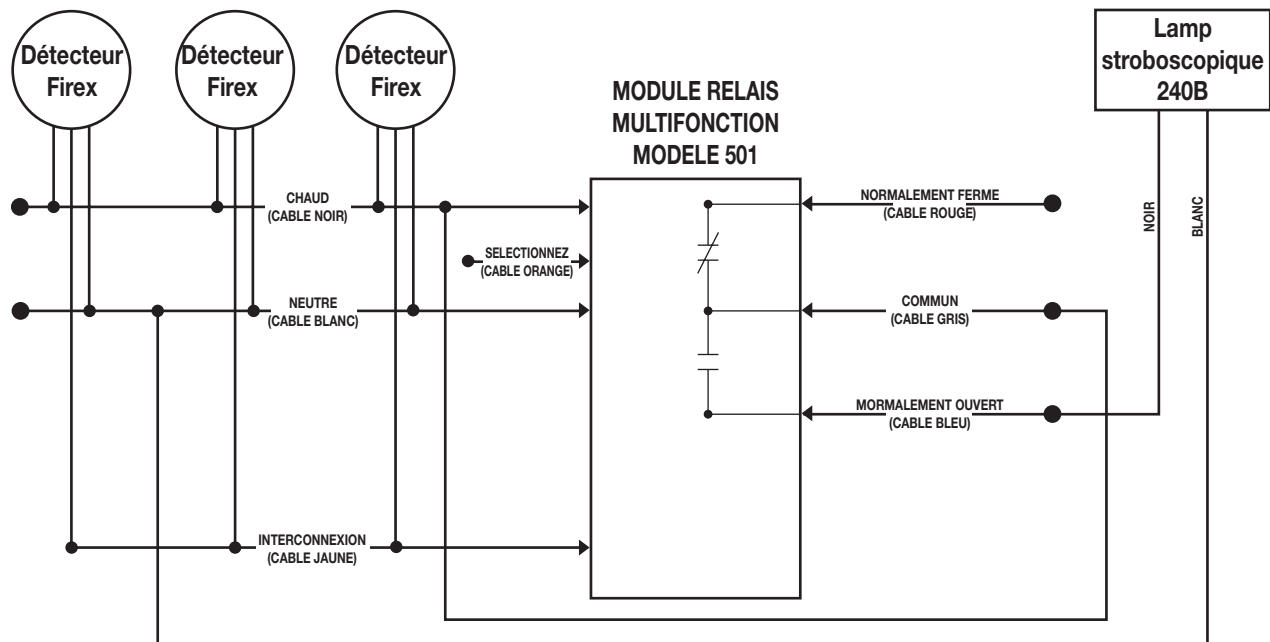 Détecteur
Firex
Détecteur
Firex
Détecteur
Firex
Lamp
stroboscopique
240B
MODULE RELAIS
MULTIFONCTION
MODELE 501
CHAUD
(CABLE NOIR)
SELECTIONNEZ
(CABLE ORANGE)
NEUTRE
(CABLE BLANC)
INTERCONNEXION
(CABLE JAUNE)
NORMALEMENT FERME
(CABLE ROUGE)
COMMUN
(CABLE GRIS)
MORMALEMENT OUVERT
(CABLE BLEU)
NOIR
BLANC